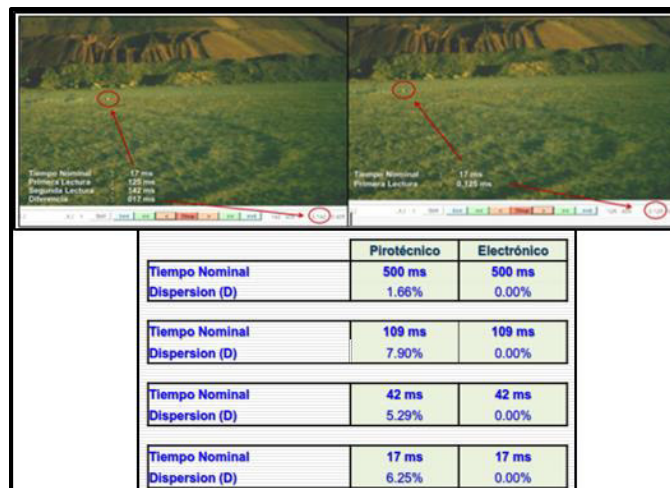 Tiempo Nominal : 17 ms
Primera Lectura : 125 ms
Segunda Lectura : 142 ms
Diferencia : 017 ms
Tiempo Nominal : 17 ms
Primera Lectura : 0,125 ms
Pirotécnico Electrónico
Tiempo Nominal 500 ms 500 ms
Dispersion (D) 1.66% 0.00%
Tiempo Nominal 109 ms 109 ms
Dispersion (D) 7.90% 0.00%
Tiempo Nominal 42 ms 42 ms
Dispersion (D) 5.29% 0.00%
Tiempo Nominal 17 ms 17 ms
Dispersion (D) 6.25% 0.00%